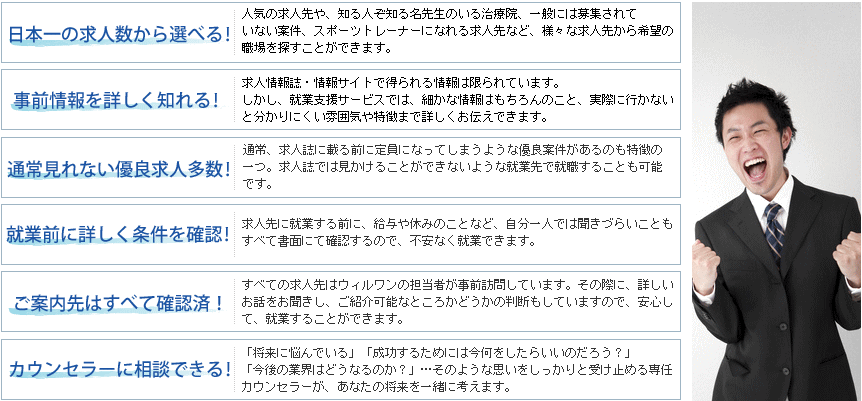 日本一の求人数から選べる!
人気の求人先や、知る人ぞ知る名先生のいる治療院、一般には募集されて
いない案件、スポーツトレーナーになれる求人先など、様々な求人先から希望の
職場を探すことができます。
事前情報を詳しく知れる!
求人情報誌・情報サイトで得られる情報は限られています。
しかし、就業支援サービスでは、細かな情報はもちろんのこと、実際に行かない
と分かりにくい雰囲気や特徴まで詳しくお伝えできます。
通常見れない優良求人多数!
通常、求人誌に載る前に定員になってしまうような優良案件があるのも特徴の
一つ。求人誌では見かけることができないような就業先で就職することも可能
です。
就業前に詳しく条件を確認!
求人先に就業する前に、給与や休みのことなど、自分一人では聞きづらいことも
すべて書面にて確認するので、不安なく就業できます。
ご案内先はすべて確認済!
すべての求人先はウィルワンの担当者が事前訪問しています。その際に、詳しい
お話をお聞きし、ご紹介可能なところかどうかの判断もしていますので、安心し
て、就業することができます。
カウンセラーに相談できる!
「将来に悩んでいる」「成功するためには今何をしたらいいのだろう?」
「今後の業界はどうなるのか?」…そのような思いをしっかりと受け止める専任
カウンセラーが、あなたの将来を一緒に考えます。